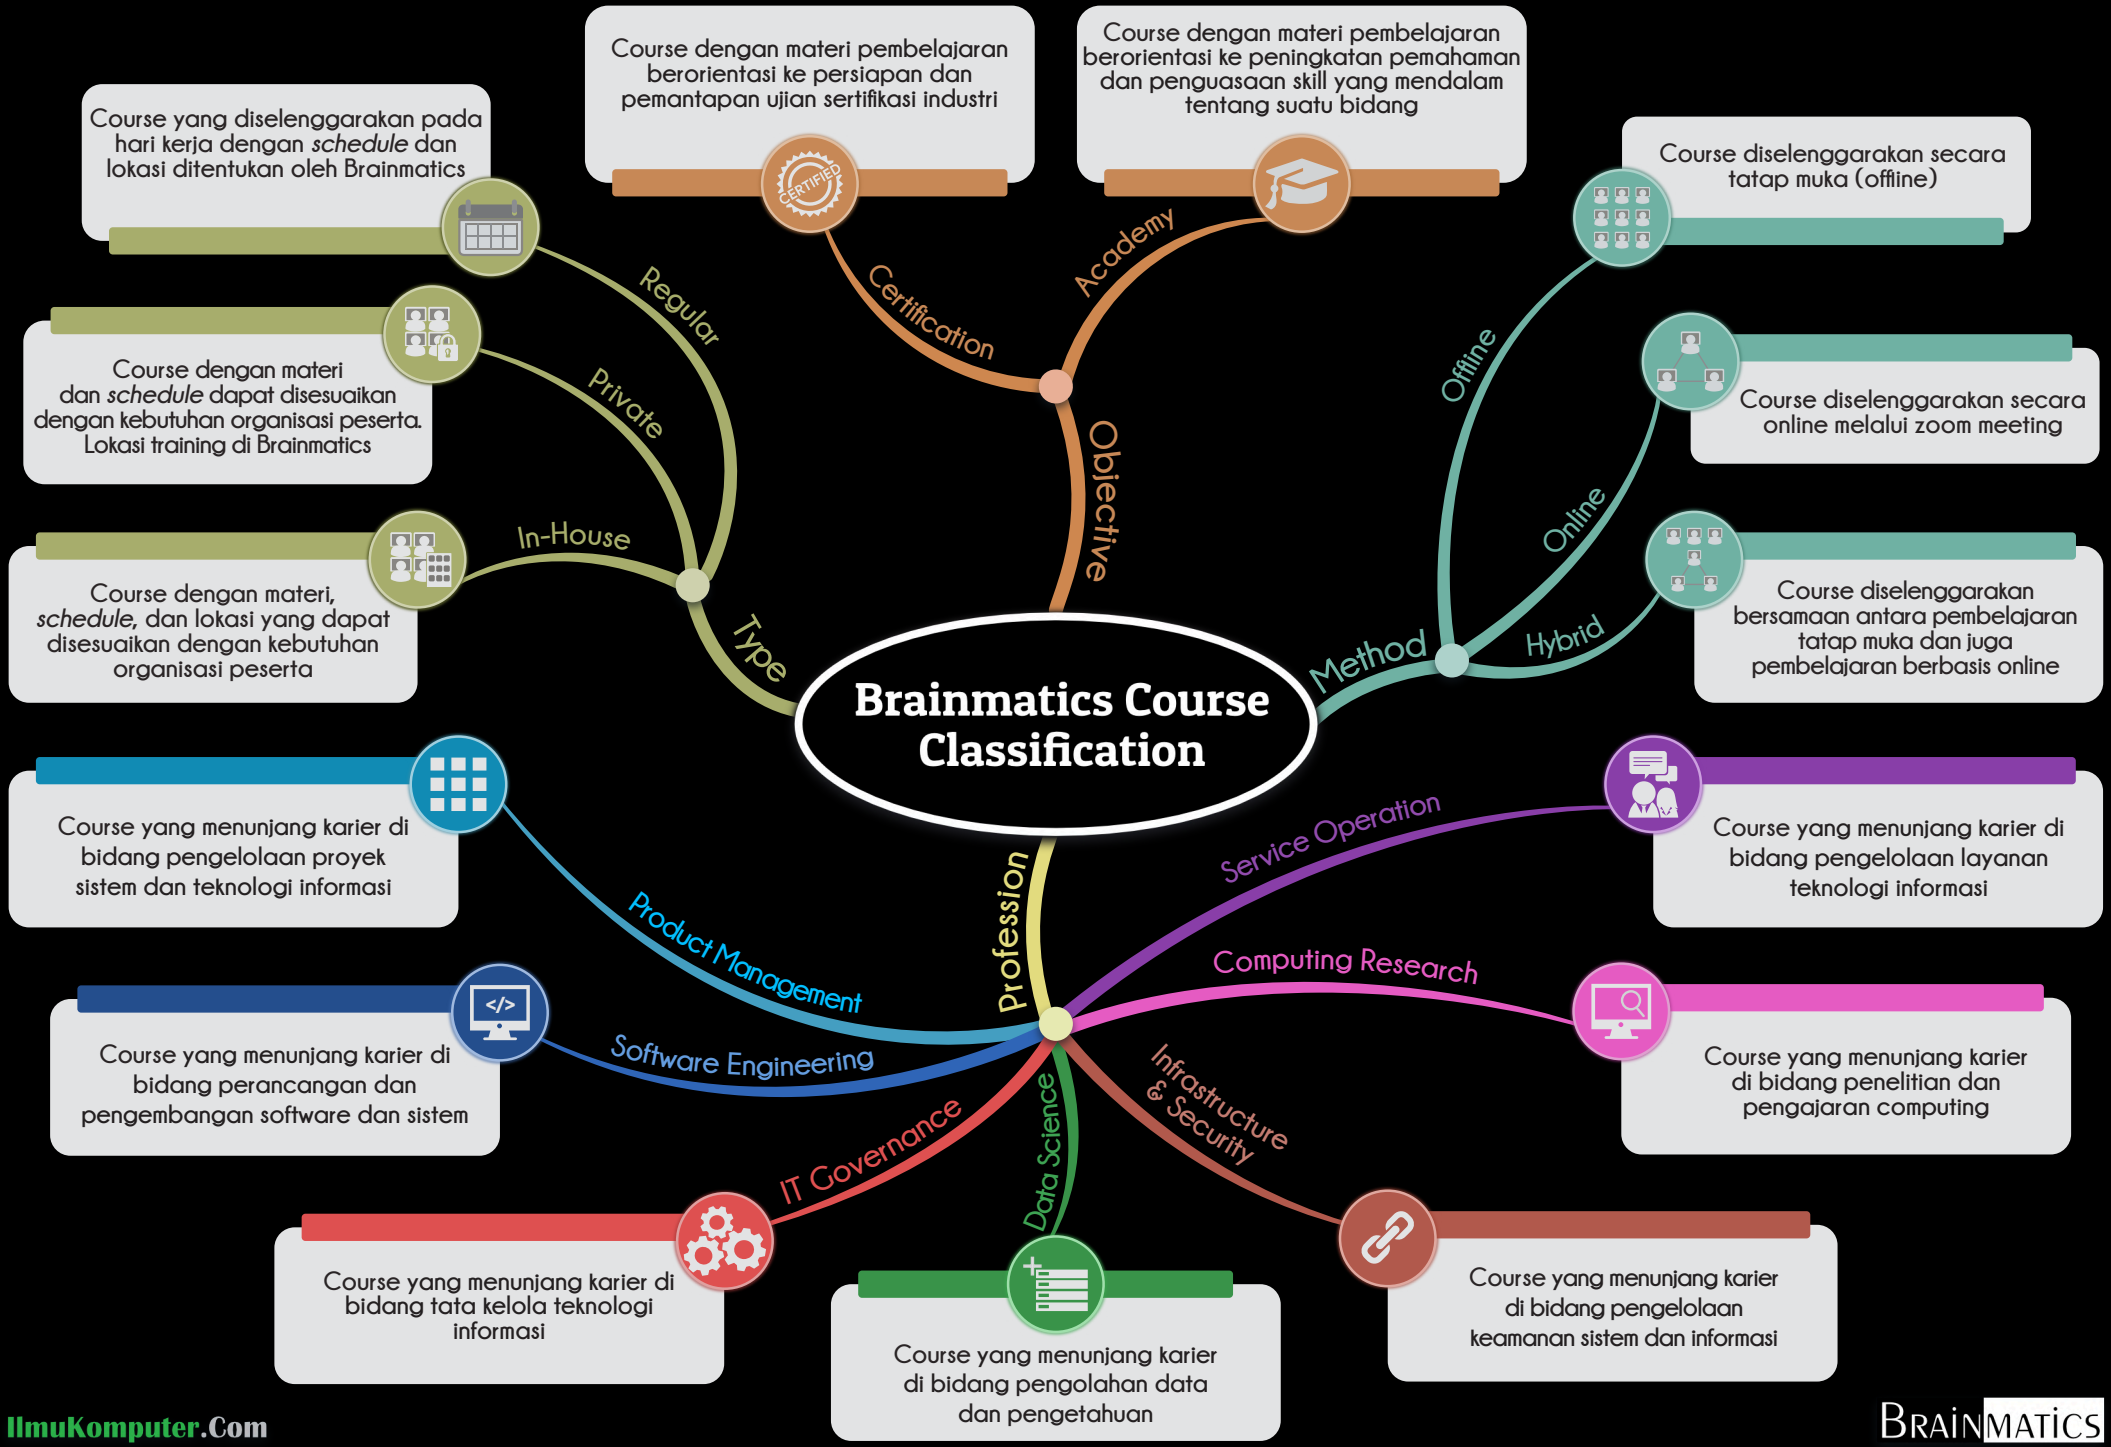 Course dengan materi pembelajaran
berorientasi ke persiapan dan
pemantapan ujian sertifikasi industri
CERTIFIED
Certification
Course dengan materi pembelajaran
berorientasi ke peningkatan pemahaman
dan penguasaan skill yang mendalam
tentang suatu bidang
Academy
Objective
Course yang diselenggarakan pada
hari kerja dengan schedule dan
lokasi ditentukan oleh Brainmatics
Regular
Course dengan materi
dan schedule dapat disesuaikan
dengan kebutuhan organisasi peserta.
Lokasi training di Brainmatics
Private
Course dengan materi,
schedule, dan lokasi yang dapat
disesuaikan dengan kebutuhan
organisasi peserta
In-House
Type
Course diselenggarakan secara
tatap muka (offline)
Offline
Course diselenggarakan secara
online melalui zoom meeting
Online
Course diselenggarakan
bersamaan antara pembelajaran
tatap muka dan juga
pembelajaran berbasis online
Hybrid
Method
Brainmatics Course
Classification
Profession
Course yang menunjang karier di
bidang pengelolaan proyek
sistem dan teknologi informasi
Product Management
Course yang menunjang karier di
bidang perancangan dan
pengembangan software dan sistem
</>
Software Engineering
Course yang menunjang karier di
bidang tata kelola teknologi
informasi
IT Governance
Course yang menunjang karier
di bidang pengolahan data
dan pengetahuan
Data Science
Course yang menunjang karier
di bidang pengelolaan
keamanan sistem dan informasi
Infrastructure
& Security
Course yang menunjang karier
di bidang penelitian dan
pengajaran computing
Computing Research
Course yang menunjang karier di
bidang pengelolaan layanan
teknologi informasi
Service Operation
IlmuKomputer.Com
BRAINMATICS